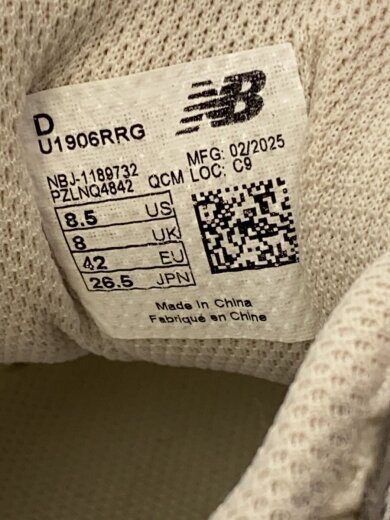 NB
D
U1906RRG
MFG: 02/2025
NBJ-1189732
PZLNQ4842 QCM LOC: C9
8.5 US
8 UK
42 EU
26.5 JPN
Made in China
Fabriqué en Chine